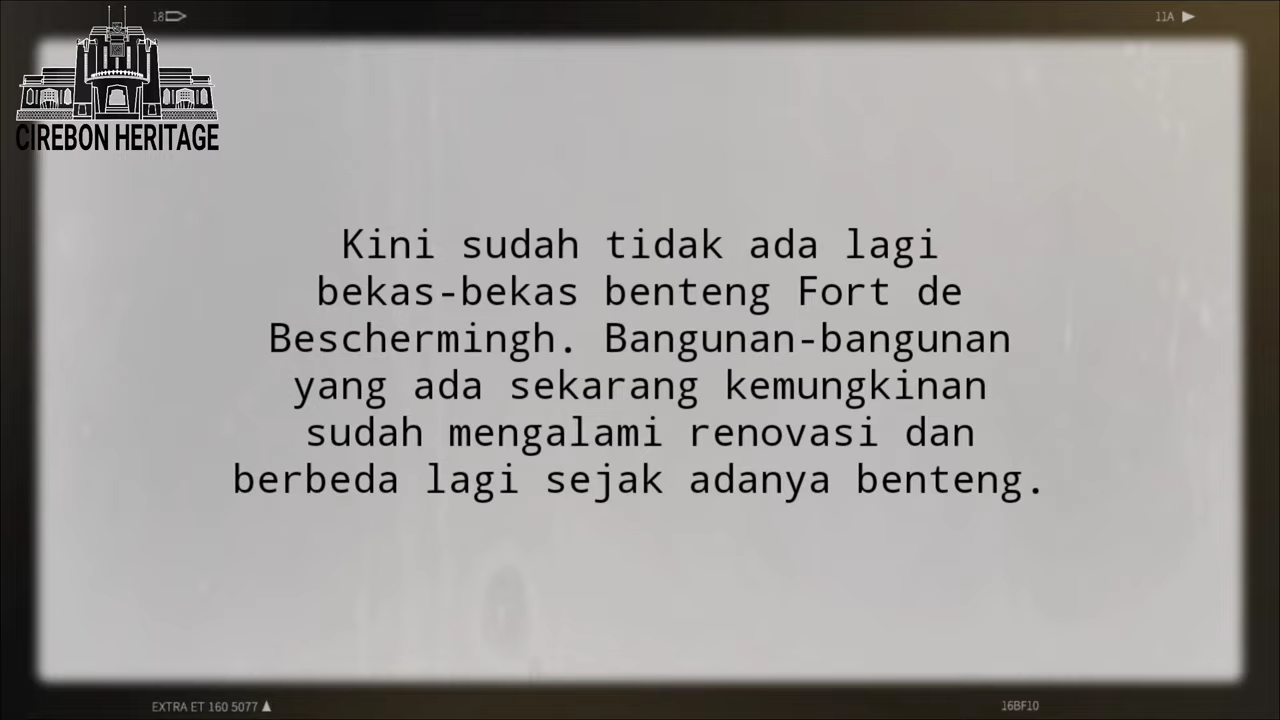 18
11A
CIREBON HERITAGE
Kini sudah tidak ada lagi
bekas-bekas benteng Fort de
Beschermingh. Bangunan-bangunan
yang ada sekarang kemungkinan
sudah mengalami renovasi dan
berbeda lagi sejak adanya benteng.
EXTRA ET 160 5077
16BF10